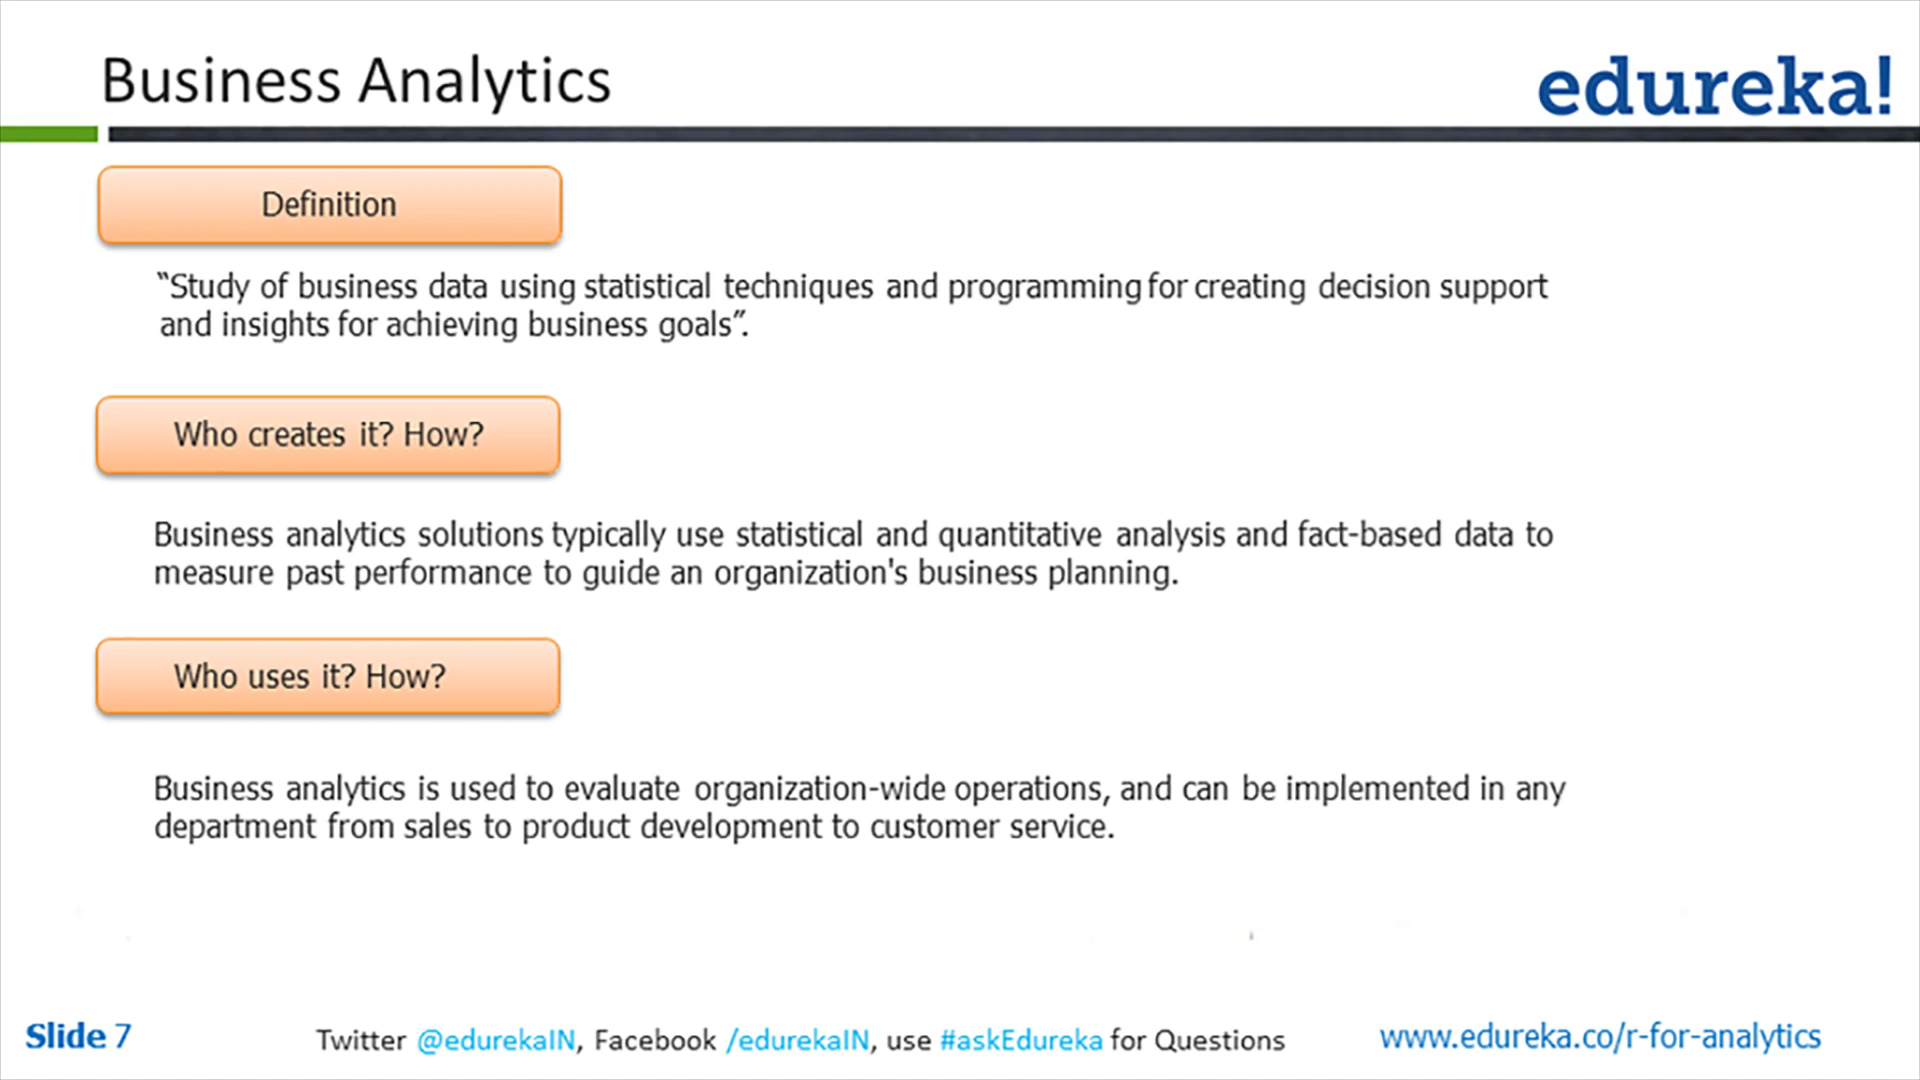 Business Analytics
edureka!
Definition
“Study of business data using statistical techniques and programming for creating decision support
and insights for achieving business goals”.
Who creates it? How?
Business analytics solutions typically use statistical and quantitative analysis and fact-based data to
measure past performance to guide an organization's business planning.
Who uses it? How?
Business analytics is used to evaluate organization-wide operations, and can be implemented in any
department from sales to product development to customer service.
Slide 7
Twitter @edurekaIN, Facebook /edurekaIN, use #askEdureka for Questions
www.edureka.co/r-for-analytics